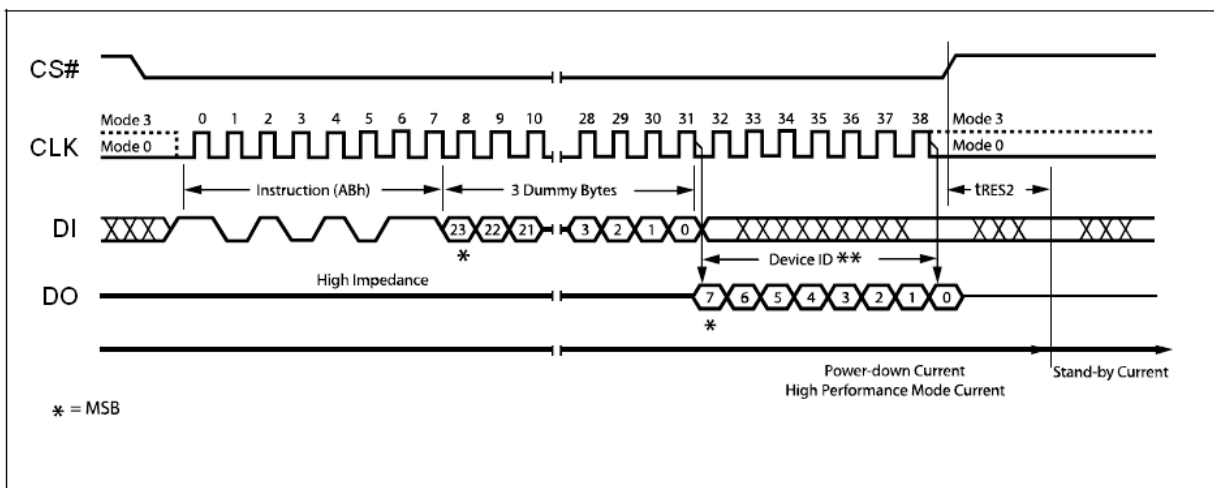 CS#
Mode 3 0 1 2 3 4 5 6 7 8 9 10 28 29 30 31 32 33 34 35 36 37 38 Mode 3
CLK Mode 0 Mode 0
Instruction (ABh) 3 Dummy Bytes tRES2
DI 23 22 21 3 2 1 0
* Device ID **
High Impedance
DO 7 6 5 4 3 2 1 0
*
Power-down Current Stand-by Current
High Performance Mode Current
* = MSB